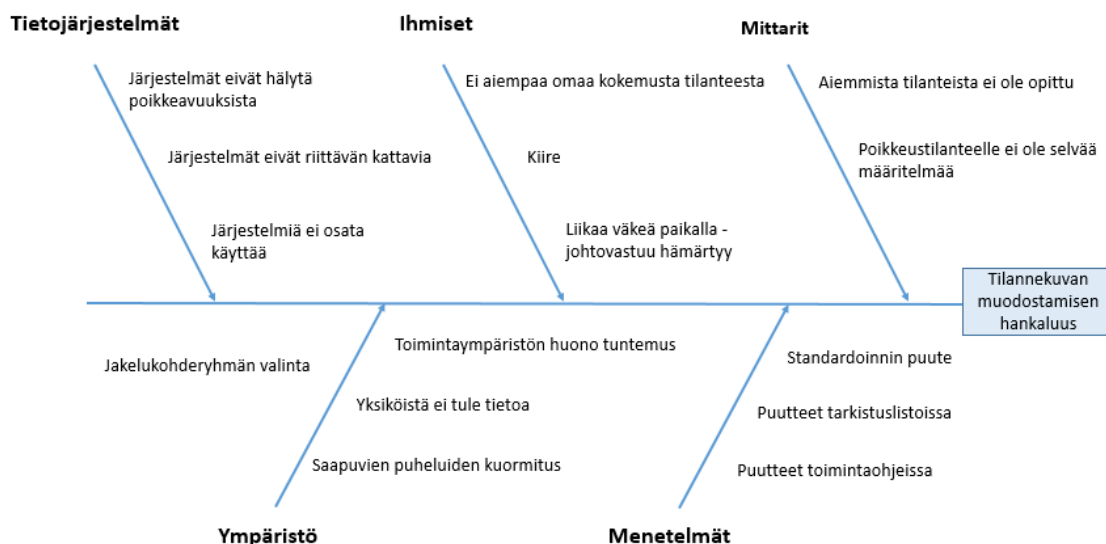 Tietojärjestelmät
Järjestelmät eivät hälytä
poikkeavuuksista
Järjestelmät eivät riittävän kattavia
Järjestelmiä ei osata
käyttää
Ihmiset
Ei aiempaa omaa kokemusta tilanteesta
Kiire
Liikaa väkeä paikalla -
johtovastuu hämärtyy
Mittarit
Aiemmista tilanteista ei ole opittu
Poikkeustilanteelle ei ole selvää
määritelmää
Tilannekuvan
muodostamisen
hankaluus
Jakelukohderyhmän valinta
Toimintaympäristön huono tuntemus
Yksiköistä ei tule tietoa
Saapuvien puheluiden kuormitus
Ympäristö
Standardoinnin puute
Puutteet tarkistuslistoissa
Puutteet toimintaohjeissa
Menetelmät